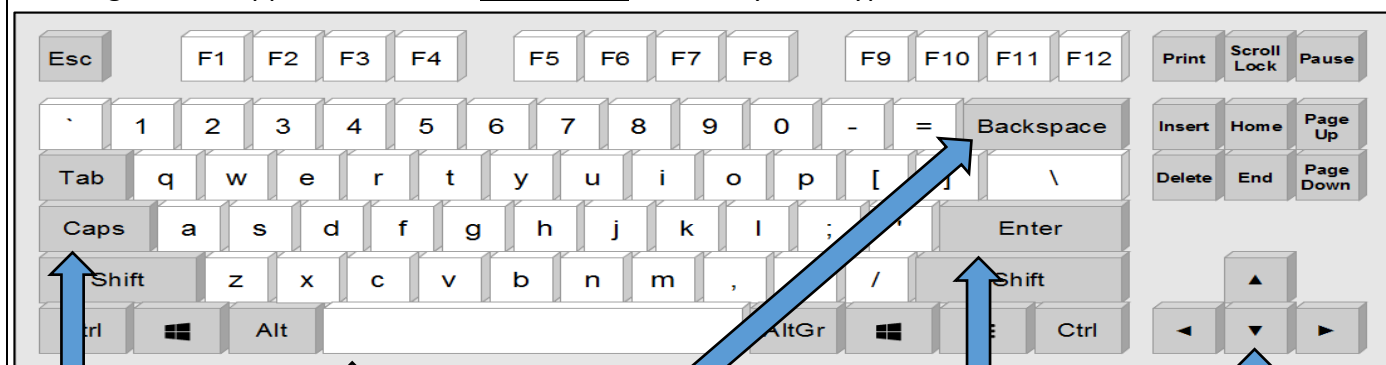 Esc F1 F2 F3 F4 F5 F6 F7 F8 F9 F10 F11 F12 Print Scroll Lock Pause
` 1 2 3 4 5 6 7 8 9 0 - = Backspace Insert Home Page Up
Tab q w e r t y u i o p [ ] \ Delete End Page Down
Caps a s d f g h j k l ; ' Enter
Shift z x c v b n m , / Shift
Alt AltGr Ctrl